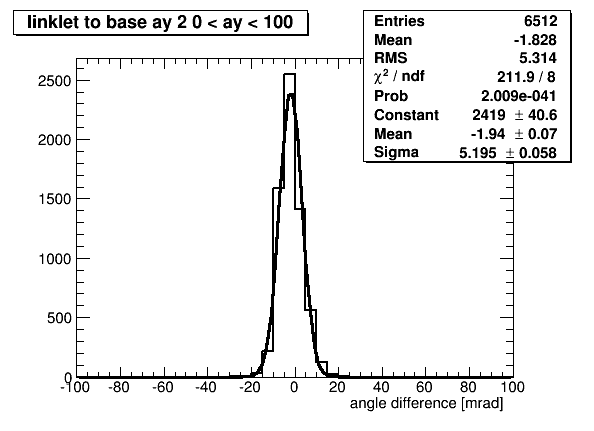 linklet to base ay 2 0 < ay < 100
Entries 6512
Mean -1.828
RMS 5.314
χ² / ndf 211.9 / 8
Prob 2.009e-041
Constant 2419 ± 40.6
Mean -1.94 ± 0.07
Sigma 5.195 ± 0.058
2500
2000
1500
1000
500
0
-100 -80 -60 -40 -20 0 20 40 60 80 100
angle difference [mrad]